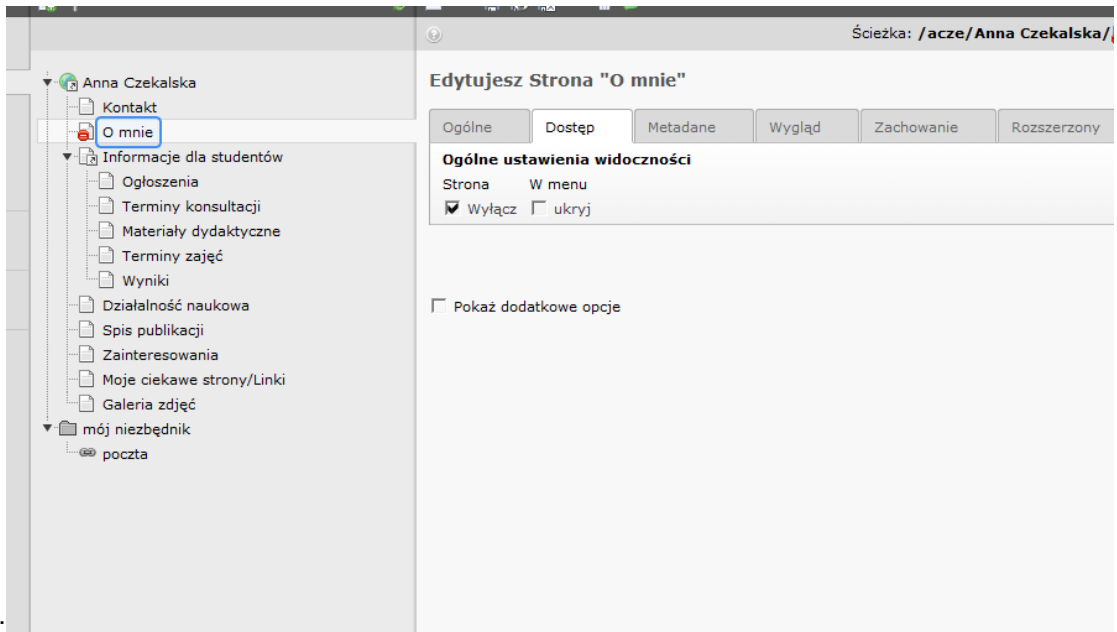 Ścieżka: /acze/Anna Czekalska/
Anna Czekalska
Kontakt
O mnie
Informacje dla studentów
Ogłoszenia
Terminy konsultacji
Materiały dydaktyczne
Terminy zajęć
Wyniki
Działalność naukowa
Spis publikacji
Zainteresowania
Moje ciekawe strony/Linki
Galeria zdjęć
mój niezbędnik
poczta
Edytujesz Strona "O mnie"
Ogólne Dostęp Metadane Wygląd Zachowanie Rozszerzony
Ogólne ustawienia widoczności
Strona W menu
Wyłącz ukryj
Pokaż dodatkowe opcje
.